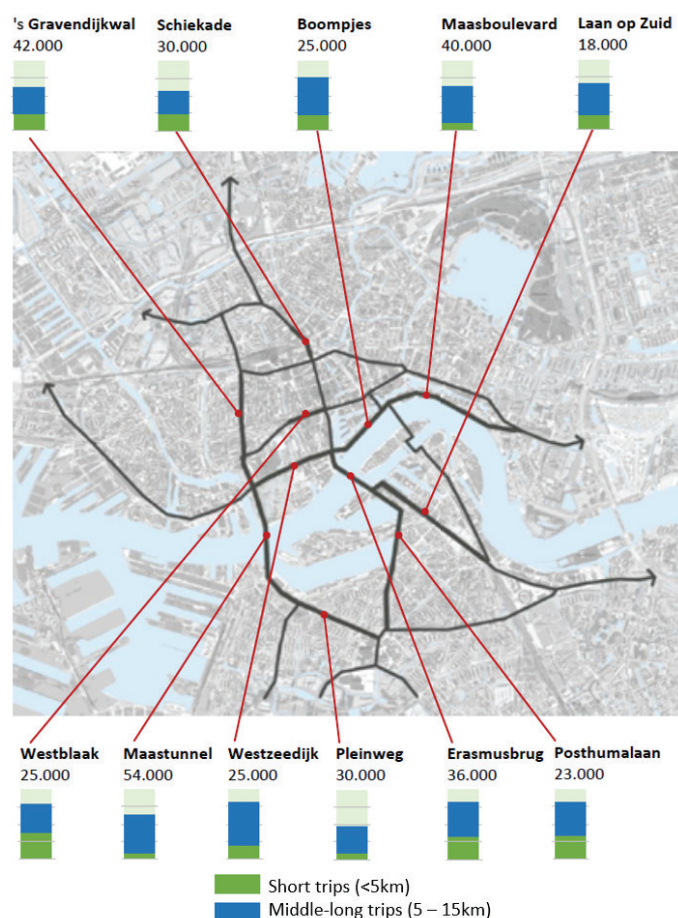 's Gravendijkwal
42.000
Schiekade
30.000
Boompjes
25.000
Maasboulevard
40.000
Laan op Zuid
18.000
Westblaak
25.000
Maastunnel
54.000
Westzeedijk
25.000
Pleinweg
30.000
Erasmusbrug
36.000
Posthumalaan
23.000
Short trips (<5km)
Middle-long trips (5 – 15km)